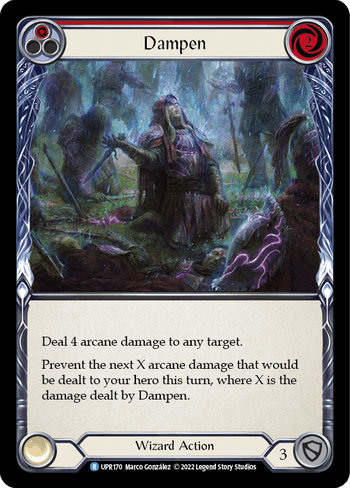 Dampen
2
Deal 4 arcane damage to any target.
Prevent the next X arcane damage that would
be dealt to your hero this turn, where X is the
damage dealt by Dampen.
Wizard Action
3
R UPR170 Marco González © 2022 Legend Story Studios